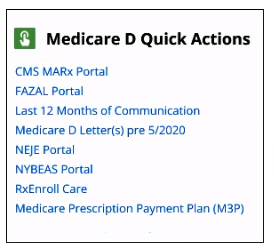 Medicare D Quick Actions
CMS MARx Portal
FAZAL Portal
Last 12 Months of Communication
Medicare D Letter(s) pre 5/2020
NEJE Portal
NYBEAS Portal
RxEnroll Care
Medicare Prescription Payment Plan (M3P)